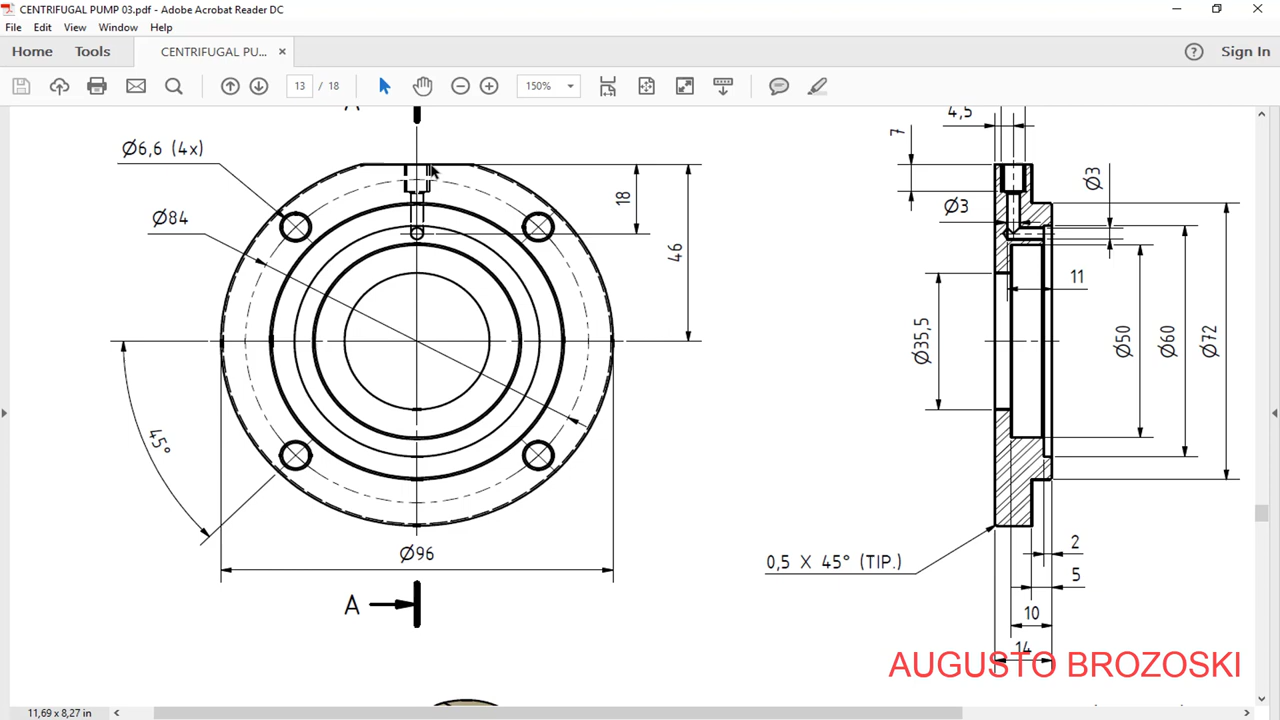 CENTRIFUGAL PUMP 03.pdf - Adobe Acrobat Reader DC
File Edit View Window Help
Home Tools CENTRIFUGAL PU... × Sign In
13 / 18 150%
A
4,5
Ø6,6 (4x)
7
Ø3
18
Ø3
Ø84
46
11
Ø35,5
Ø50
Ø60
Ø72
45°
Ø96
2
0,5 X 45° (TIP.)
5
A
10
14
AUGUSTO BROZOSKI
11,69 x 8,27 in